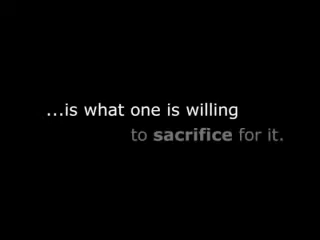 ...is what one is willing
to sacrifice for it.